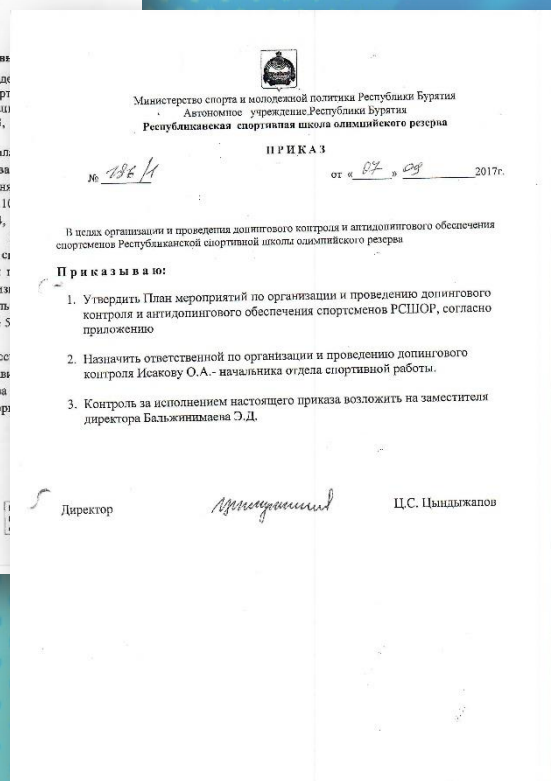 Министерство спорта и молодежной политики Республики Бурятия
Автономное учреждение Республики Бурятия
Республиканская спортивная школа олимпийского резерва
ПРИКАЗ
№ 186/1 от «07» 09 2017г.
В целях организации и проведения допингового контроля и антидопингового обеспечения
спортсменов Республиканской спортивной школы олимпийского резерва
Приказываю:
1. Утвердить План мероприятий по организации и проведению допингового
контроля и антидопингового обеспечения спортсменов РСШОР, согласно
приложению
2. Назначить ответственной по организации и проведению допингового
контроля Исакову О.А.- начальника отдела спортивной работы.
3. Контроль за исполнением настоящего приказа возложить на заместителя
директора Бальжинимаева Э.Д.
Директор Ц.С. Цындыжапов